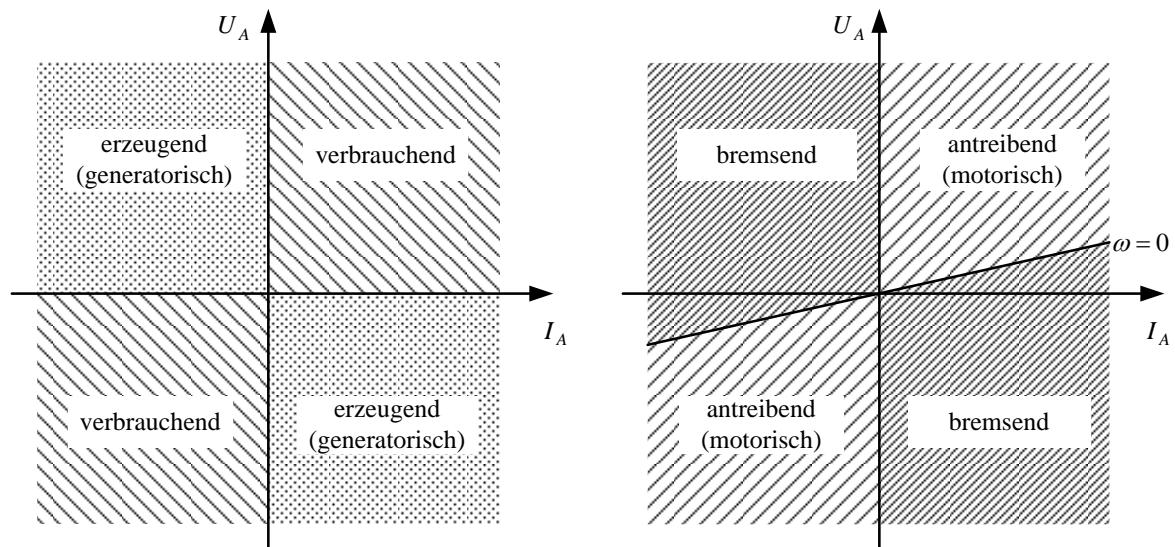 U_A
erzeugend
(generatorisch)
verbrauchend
I_A
verbrauchend
erzeugend
(generatorisch)
U_A
bremsend
antreibend
(motorisch)
ω = 0
I_A
antreibend
(motorisch)
bremsend